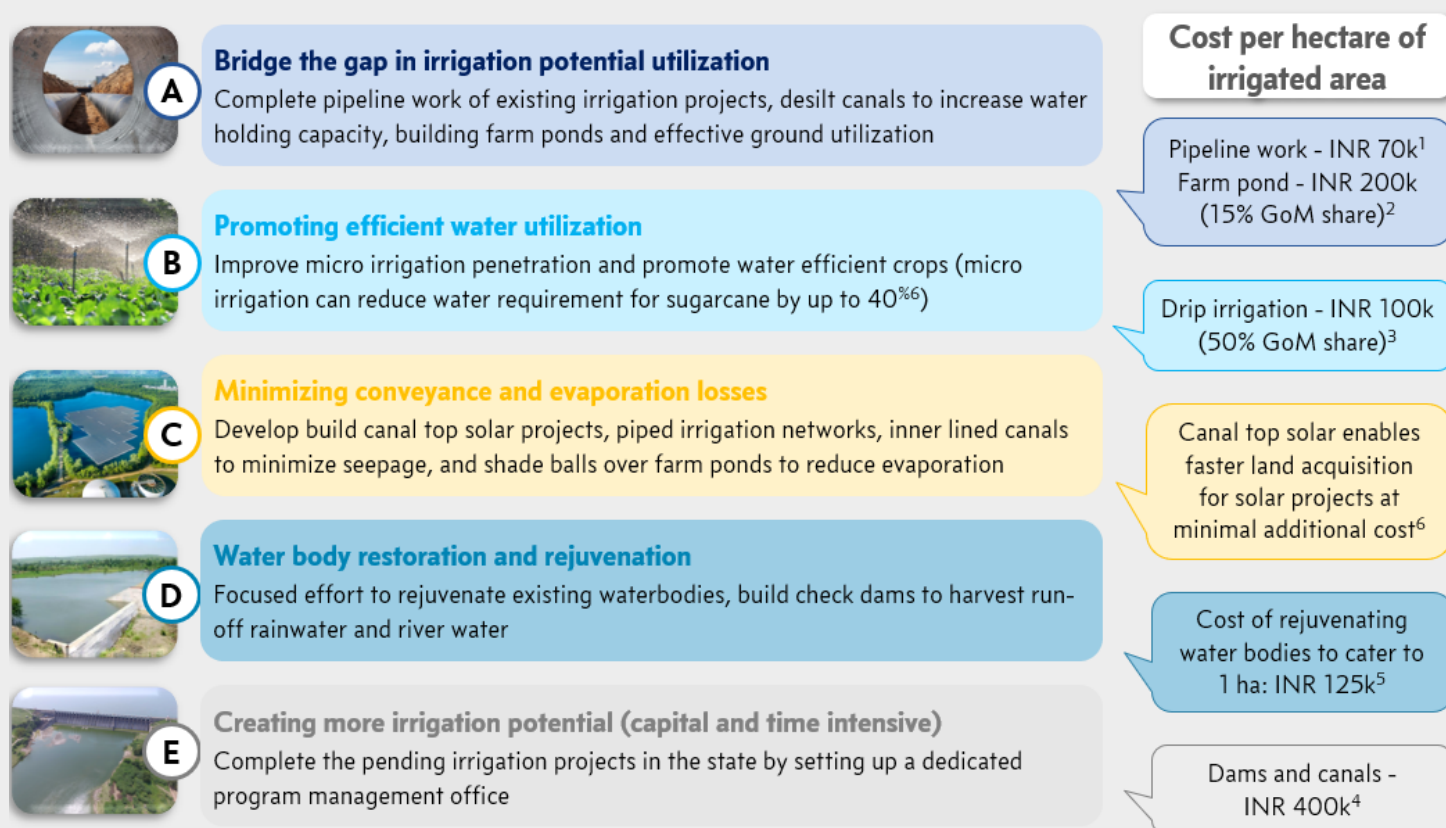 Cost per hectare of
irrigated area
A
Bridge the gap in irrigation potential utilization
Complete pipeline work of existing irrigation projects, desilt canals to increase water
holding capacity, building farm ponds and effective ground utilization
Pipeline work - INR 70k¹
Farm pond - INR 200k
(15% GoM share)²
B
Promoting efficient water utilization
Improve micro irrigation penetration and promote water efficient crops (micro
irrigation can reduce water requirement for sugarcane by up to 40%⁶)
Drip irrigation - INR 100k
(50% GoM share)³
C
Minimizing conveyance and evaporation losses
Develop build canal top solar projects, piped irrigation networks, inner lined canals
to minimize seepage, and shade balls over farm ponds to reduce evaporation
Canal top solar enables
faster land acquisition
for solar projects at
minimal additional cost⁶
D
Water body restoration and rejuvenation
Focused effort to rejuvenate existing waterbodies, build check dams to harvest run-
off rainwater and river water
Cost of rejuvenating
water bodies to cater to
1 ha: INR 125k⁵
E
Creating more irrigation potential (capital and time intensive)
Complete the pending irrigation projects in the state by setting up a dedicated
program management office
Dams and canals -
INR 400k⁴